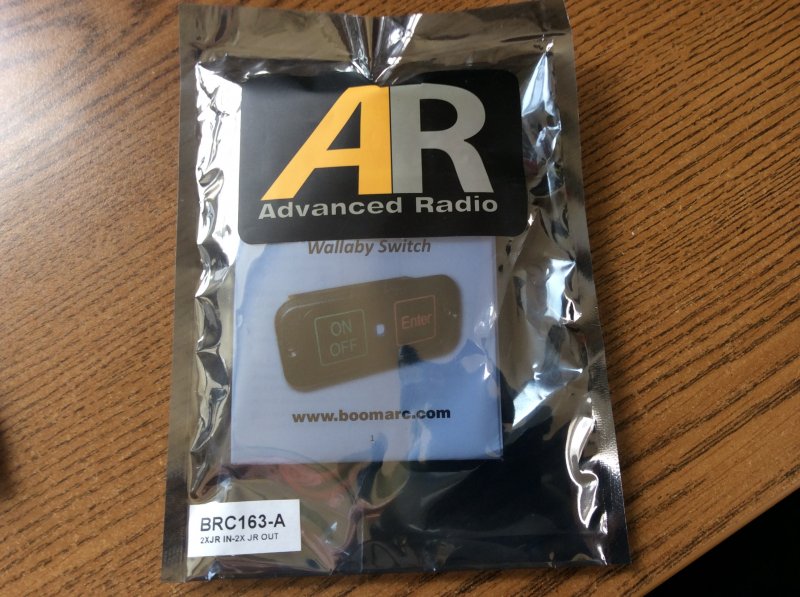 AR
Advanced Radio
Wallaby Switch
ON
OFF
Enter
www.boomarc.com
1
BRC163-A
2XJR IN-2X JR OUT